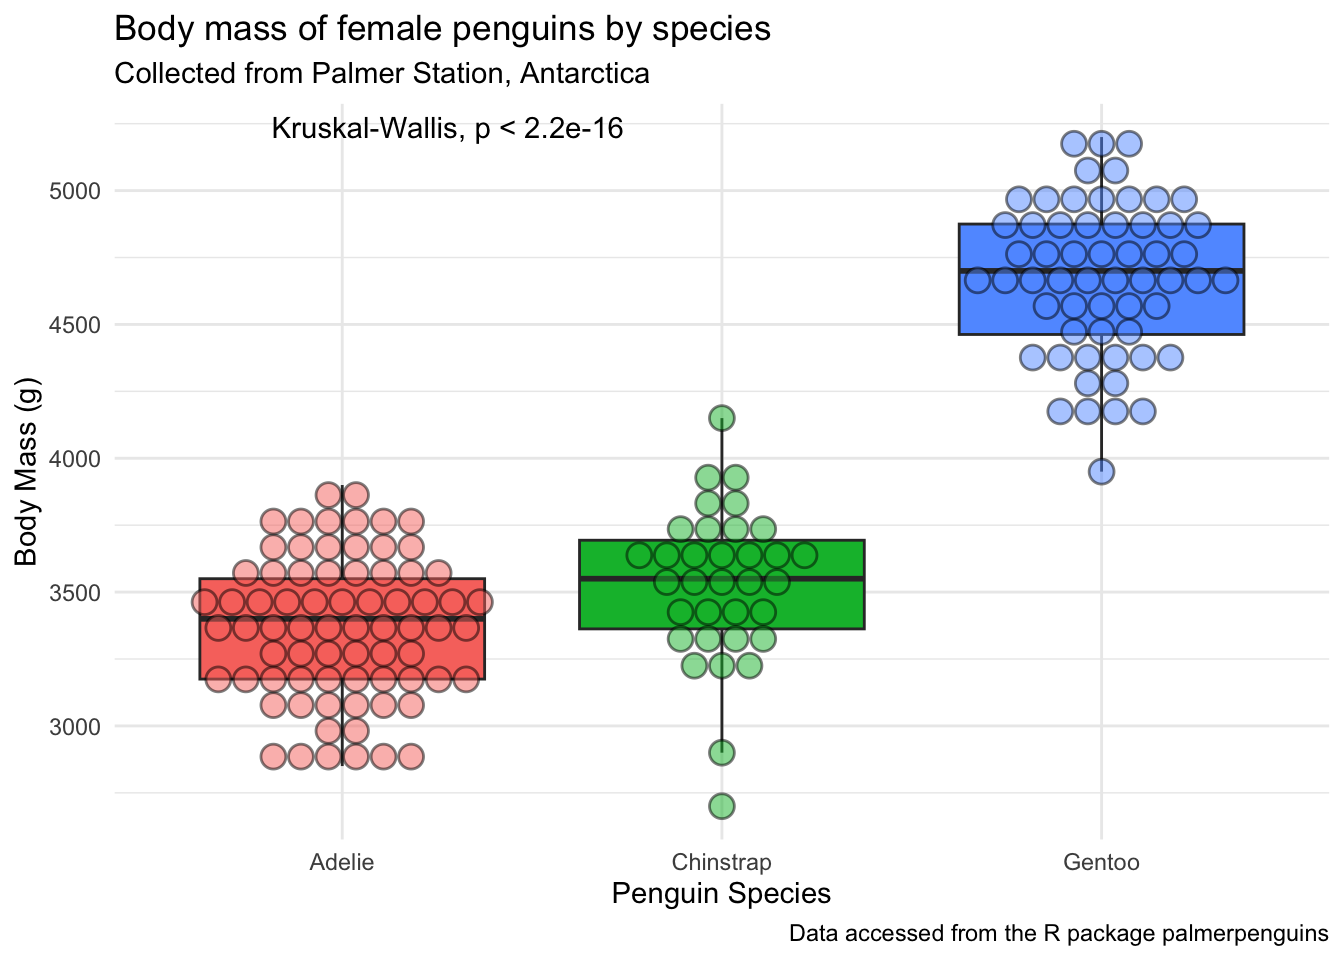 Body mass of female penguins by species
Collected from Palmer Station, Antarctica
Kruskal-Wallis, p < 2.2e-16
Body Mass (g)
5000
4500
4000
3500
3000
Adelie Chinstrap Gentoo
Penguin Species
Data accessed from the R package palmerpenguins